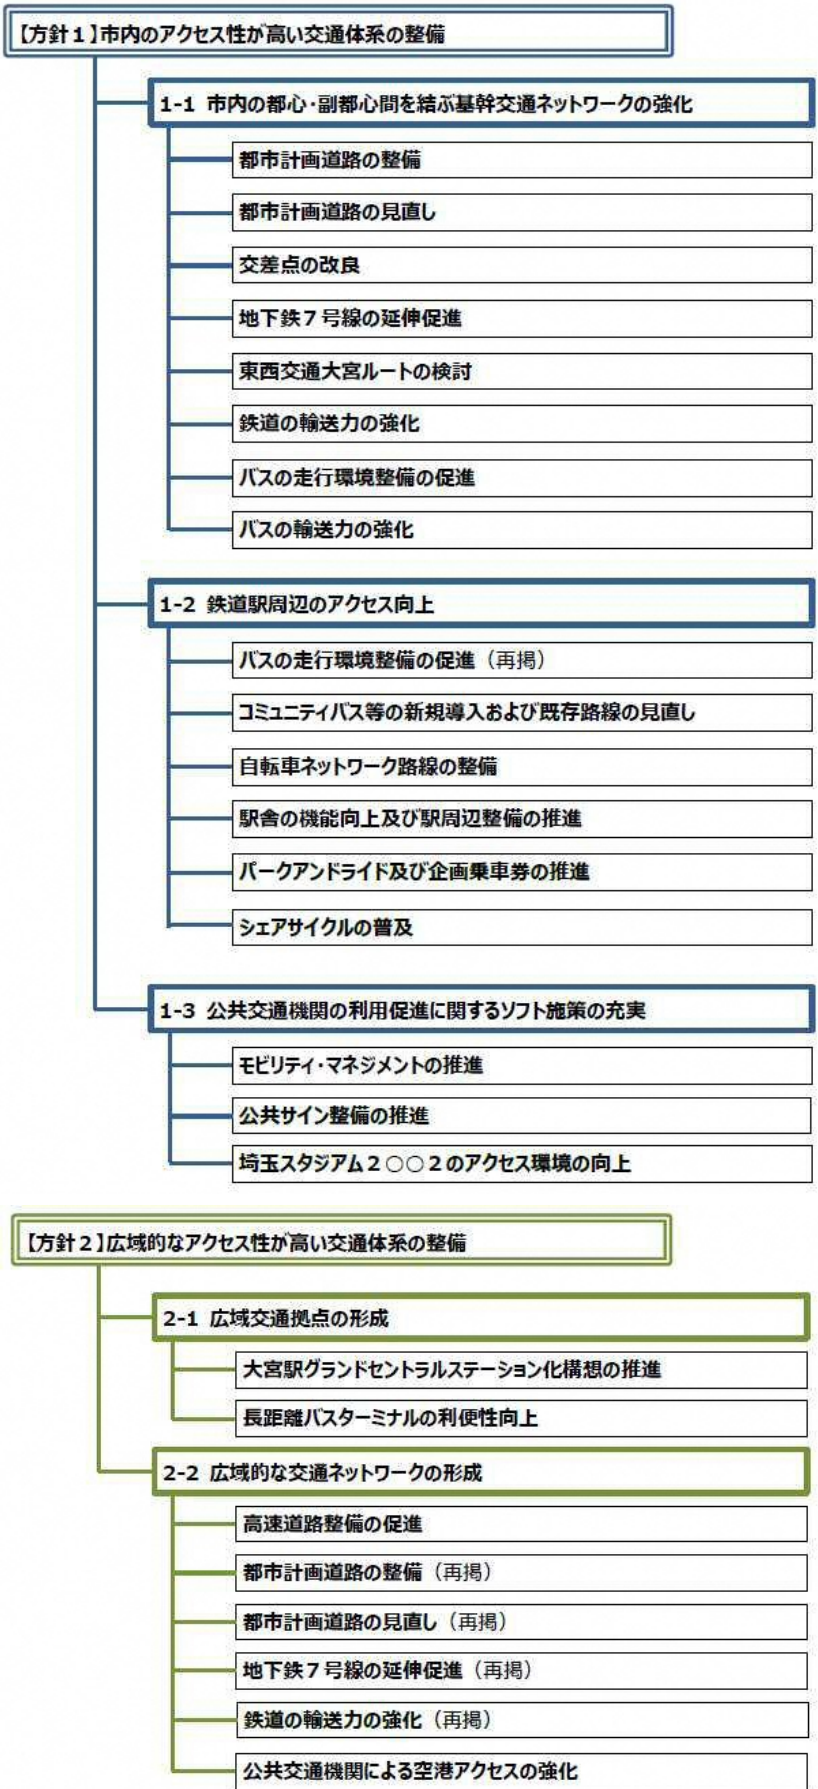 【方針１】市内のアクセス性が高い交通体系の整備
1-1 市内の都心・副都心間を結ぶ基幹交通ネットワークの強化
都市計画道路の整備
都市計画道路の見直し
交差点の改良
地下鉄７号線の延伸促進
東西交通大宮ルートの検討
鉄道の輸送力の強化
バスの走行環境整備の促進
バスの輸送力の強化
1-2 鉄道駅周辺のアクセス向上
バスの走行環境整備の促進（再掲）
コミュニティバス等の新規導入および既存路線の見直し
自転車ネットワーク路線の整備
駅舎の機能向上及び駅周辺整備の推進
パークアンドライド及び企画乗車券の推進
シェアサイクルの普及
1-3 公共交通機関の利用促進に関するソフト施策の充実
モビリティ・マネジメントの推進
公共サイン整備の推進
埼玉スタジアム２○○２のアクセス環境の向上
【方針２】広域的なアクセス性が高い交通体系の整備
2-1 広域交通拠点の形成
大宮駅グランドセントラルステーション化構想の推進
長距離バスターミナルの利便性向上
2-2 広域的な交通ネットワークの形成
高速道路整備の促進
都市計画道路の整備（再掲）
都市計画道路の見直し（再掲）
地下鉄７号線の延伸促進（再掲）
鉄道の輸送力の強化（再掲）
公共交通機関による空港アクセスの強化